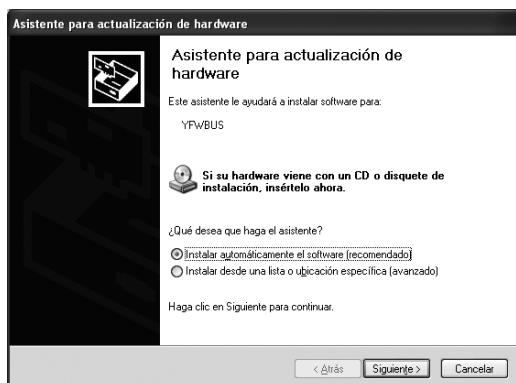 Asistente para actualización de hardware
Asistente para actualización de
hardware
Este asistente le ayudará a instalar software para:
YFWBUS
Si su hardware viene con un CD o disquete de
instalación, insértelo ahora.
¿Qué desea que haga el asistente?
Instalar automáticamente el software (recomendado)
Instalar desde una lista o ubicación específica (avanzado)
Haga clic en Siguiente para continuar.
< Atrás
Siguiente >
Cancelar